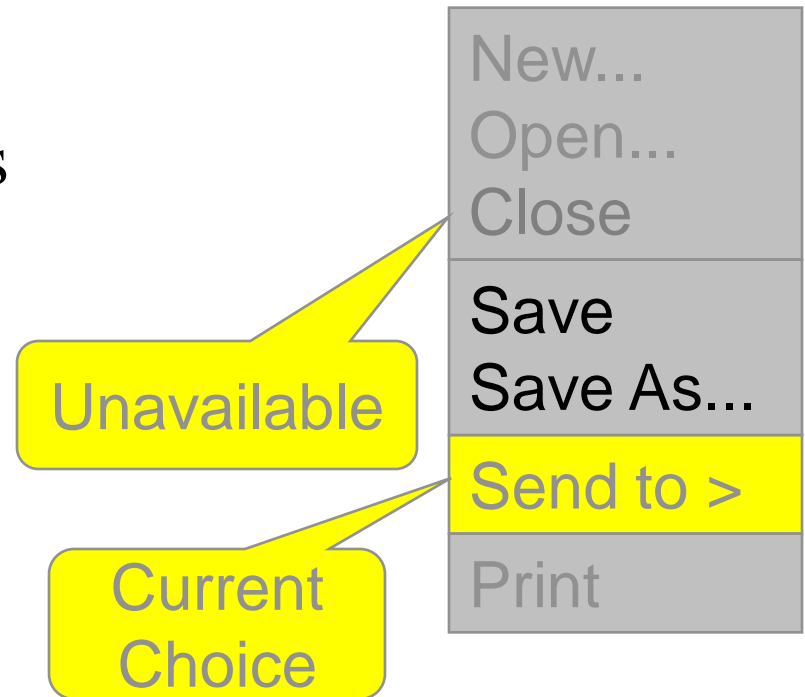 s
New...
Open...
Close
Save
Save As...
Unavailable
Send to >
Current
Choice
Print